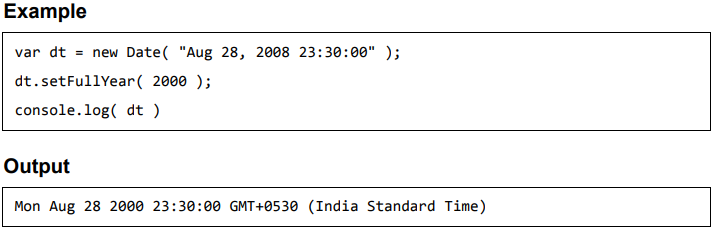 Example
var dt = new Date( "Aug 28, 2008 23:30:00" );
dt.setFullYear( 2000 );
console.log( dt )
Output
Mon Aug 28 2000 23:30:00 GMT+0530 (India Standard Time)